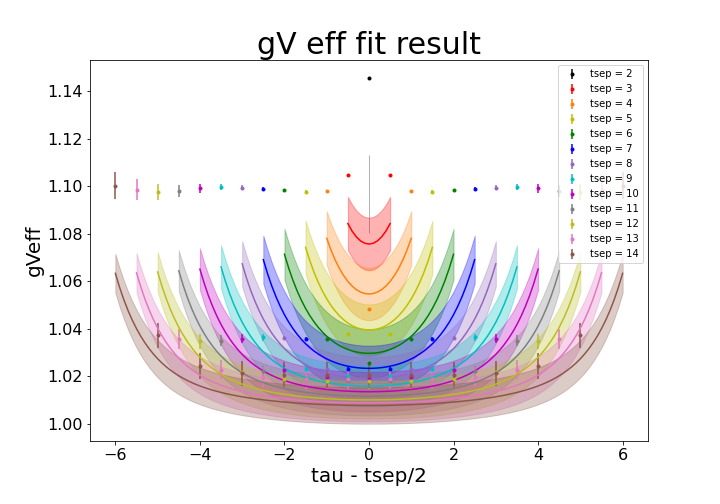 gV eff fit result
gVeff
1.14
1.12
1.10
1.08
1.06
1.04
1.02
1.00
−6
−4
−2
0
2
4
6
tau - tsep/2
tsep = 2
tsep = 3
tsep = 4
tsep = 5
tsep = 6
tsep = 7
tsep = 8
tsep = 9
tsep = 10
tsep = 11
tsep = 12
tsep = 13
tsep = 14